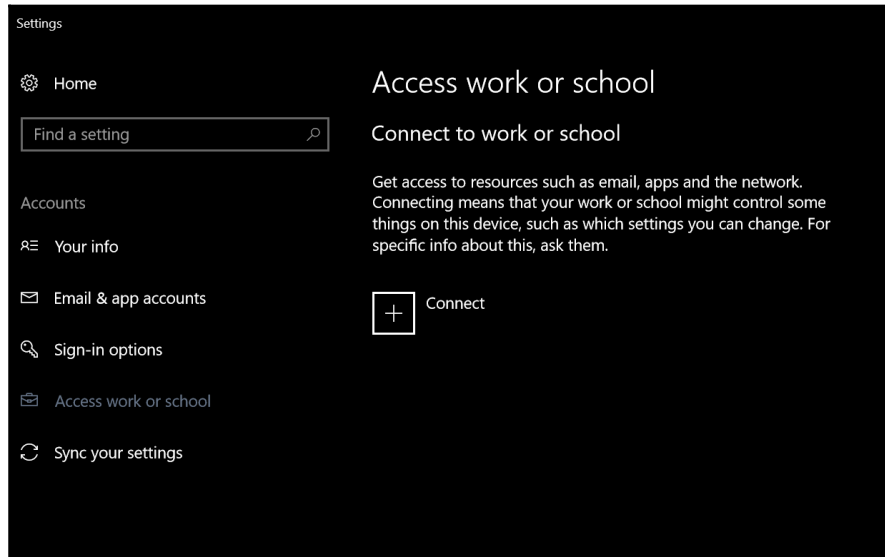 Settings
Home
Find a setting
Accounts
Your info
Email & app accounts
Sign-in options
Access work or school
Sync your settings
Access work or school
Connect to work or school
Get access to resources such as email, apps and the network.
Connecting means that your work or school might control some
things on this device, such as which settings you can change. For
specific info about this, ask them.
Connect